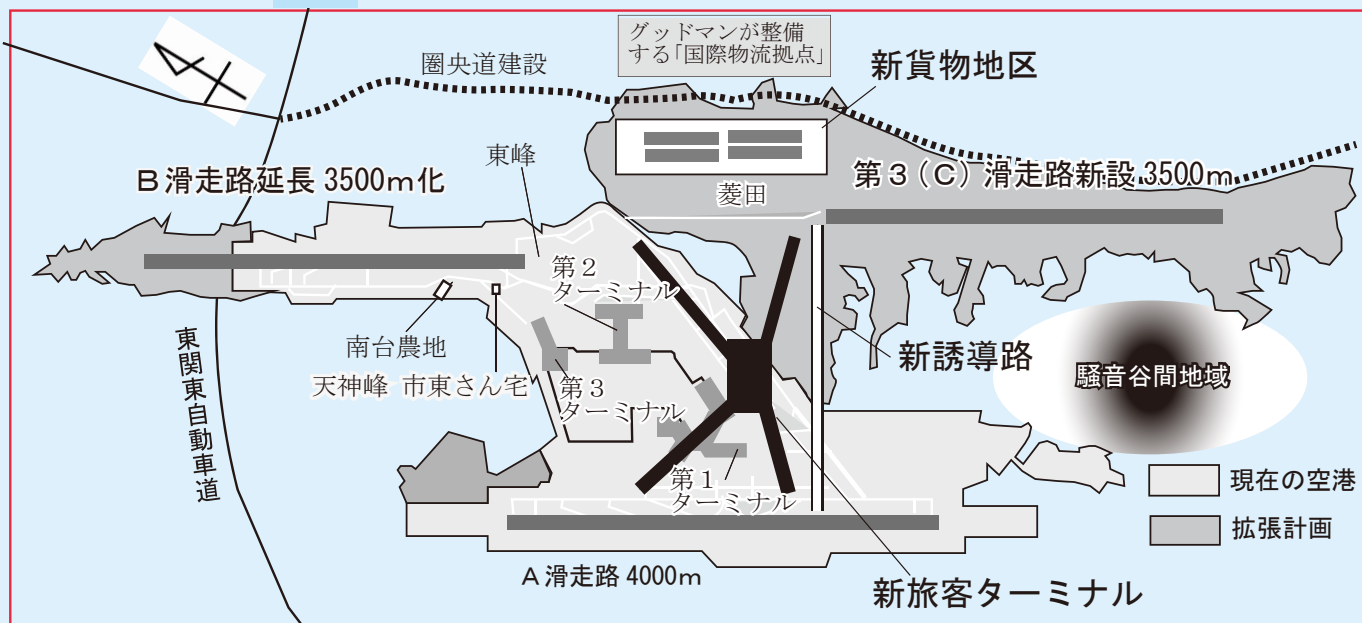 グッドマンが整備
する「国際物流拠点」
新貨物地区
圏央道建設
東峰
B滑走路延長 3500m化
菱田
第3(C)滑走路新設 3500m
第2
ターミナル
南台農地
天神峰 市東さん宅
第3
ターミナル
新誘導路
騒音谷間地域
東関東自動車道
第1
ターミナル
現在の空港
拡張計画
A滑走路 4000m
新旅客ターミナル